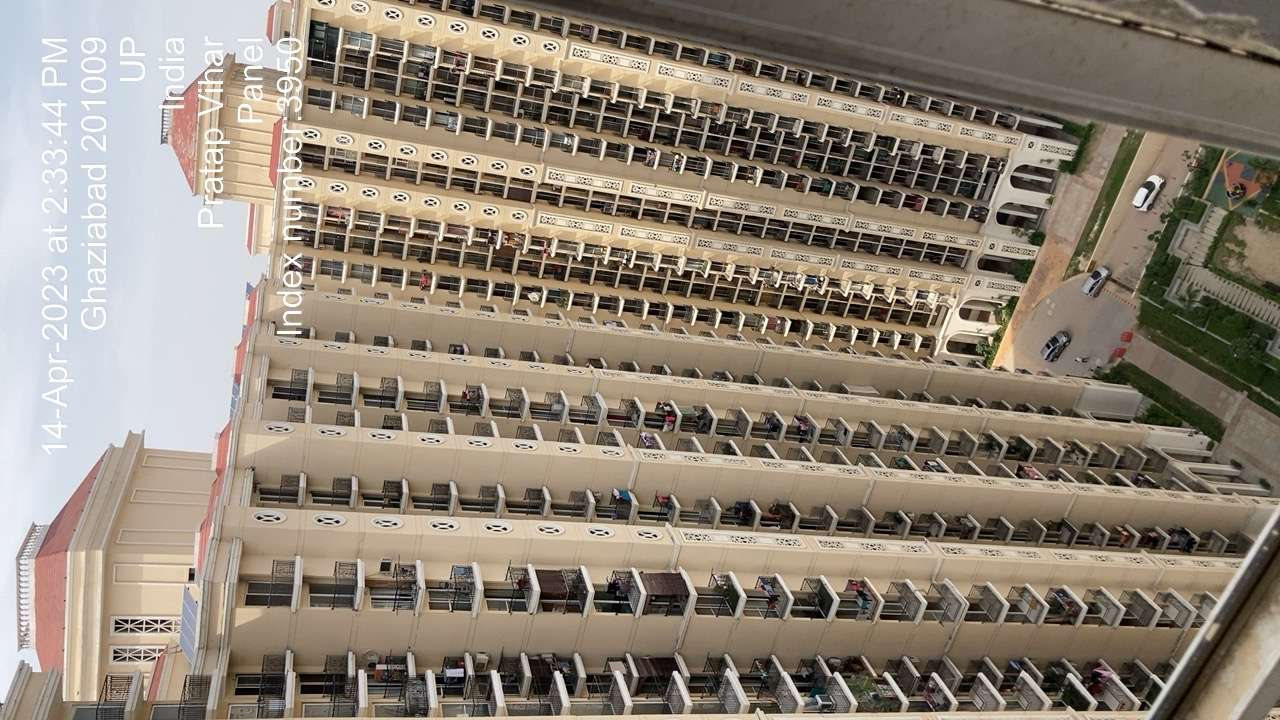 14-Apr-2023 at 2:33:44 PM
Ghaziabad 201009
UP
India
Pratap Vihar
Panel
Index number: 3950